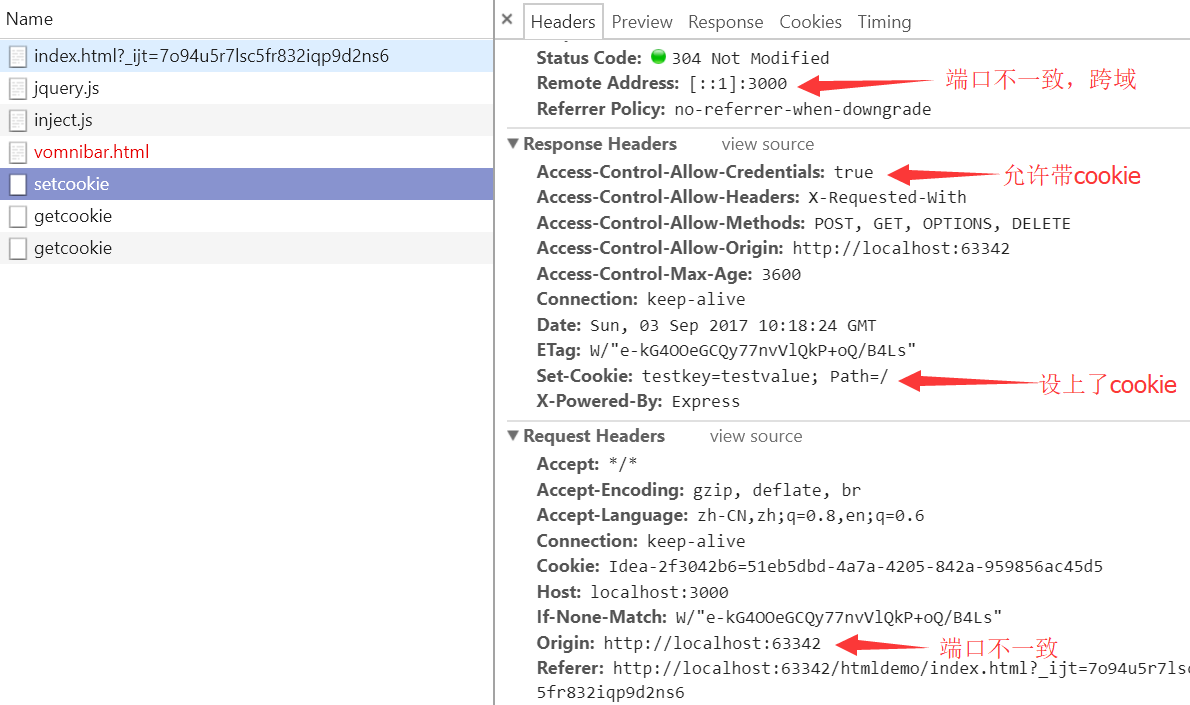 Name
index.html?_ijt=7o94u5r7lsc5fr832iqp9d2ns6
jquery.js
inject.js
vomnibar.html
setcookie
getcookie
getcookie
× Headers Preview Response Cookies Timing
Status Code: 304 Not Modified
Remote Address: [::1]:3000 端口不一致，跨域
Referrer Policy: no-referrer-when-downgrade
▼ Response Headers view source
Access-Control-Allow-Credentials: true 允许带cookie
Access-Control-Allow-Headers: X-Requested-With
Access-Control-Allow-Methods: POST, GET, OPTIONS, DELETE
Access-Control-Allow-Origin: http://localhost:63342
Access-Control-Max-Age: 3600
Connection: keep-alive
Date: Sun, 03 Sep 2017 10:18:24 GMT
ETag: W/"e-kG4OOeGCQy77nvVlQkP+oQ/B4Ls"
Set-Cookie: testkey=testvalue; Path=/ 设上了cookie
X-Powered-By: Express
▼ Request Headers view source
Accept: */*
Accept-Encoding: gzip, deflate, br
Accept-Language: zh-CN,zh;q=0.8,en;q=0.6
Connection: keep-alive
Cookie: Idea-2f3042b6=51eb5dbd-4a7a-4205-842a-959856ac45d5
Host: localhost:3000
If-None-Match: W/"e-kG4OOeGCQy77nvVlQkP+oQ/B4Ls"
Origin: http://localhost:63342 端口不一致
Referer: http://localhost:63342/htmldemo/index.html?_ijt=7o94u5r7lsc
5fr832iqp9d2ns6